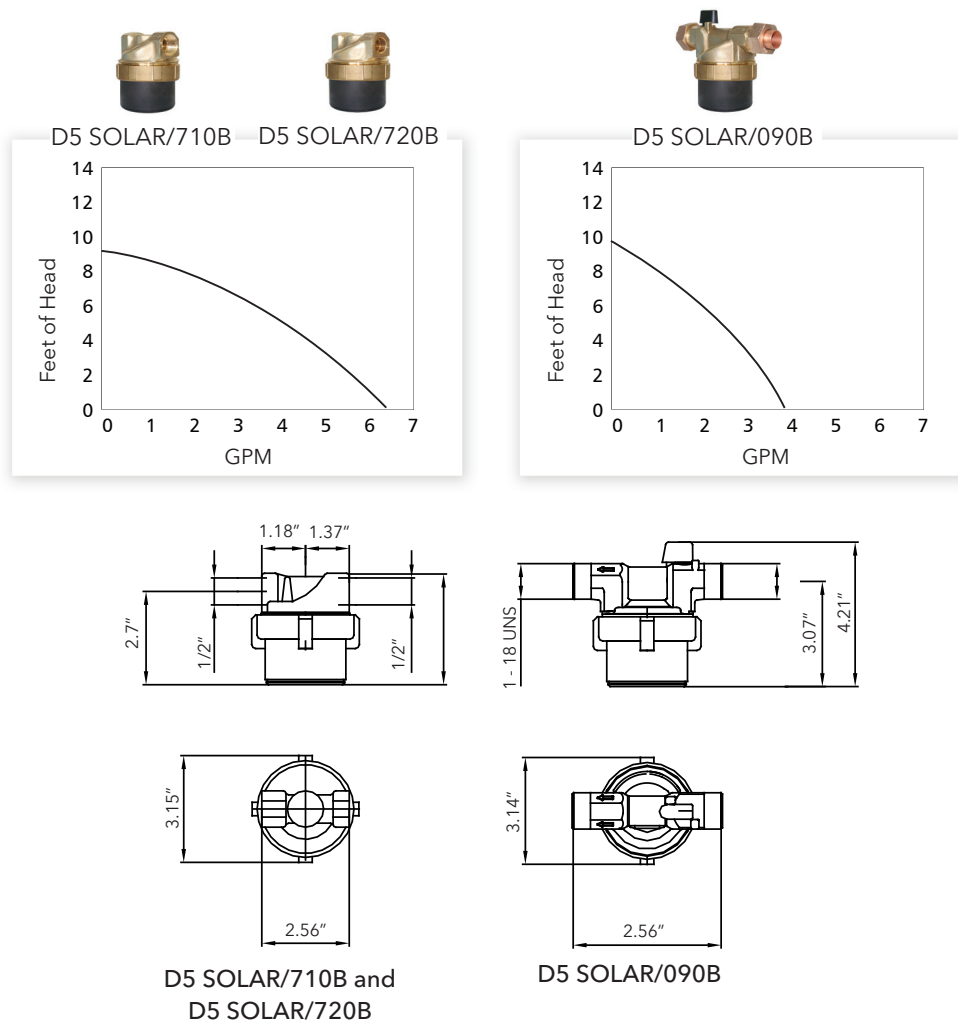 D5 SOLAR/710B D5 SOLAR/720B
14
12
10
8
6
4
2
0
Feet of Head
0 1 2 3 4 5 6 7
GPM
D5 SOLAR/090B
14
12
10
8
6
4
2
0
Feet of Head
0 1 2 3 4 5 6 7
GPM
1.18" 1.37"
2.7"
1/2"
1/2"
1 - 18 UNS
3.07"
4.21"
3.15"
2.56"
3.14"
2.56"
D5 SOLAR/710B and
D5 SOLAR/720B
D5 SOLAR/090B